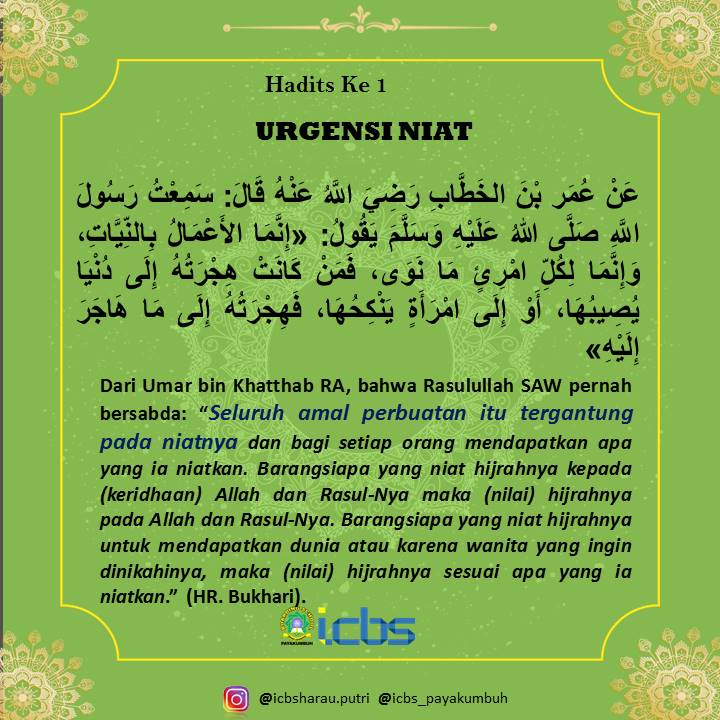 Hadits Ke 1
URGENSI NIAT
عَنْ عُمَر بْنَ الخَطَّابِ رَضِيَ اللَّهُ عَنْهُ قَالَ: سَمِعْتُ رَسُولَ
اللَّهِ صَلَّى اللهُ عَلَيْهِ وَسَلَّمَ يَقُولُ: «إِنَّمَا الأَعْمَالُ بِالنِّيَّاتِ،
وَإِنَّمَا لِكُلِّ امْرِئٍ مَا نَوَى، فَمَنْ كَانَتْ هِجْرَتُهُ إِلَى دُنْيَا
يُصِيبُهَا، أَوْ إِلَى امْرَأَةٍ يَنْكِحُهَا، فَهِجْرَتُهُ إِلَى مَا هَاجَرَ
إِلَيْهِ»
Dari Umar bin Khatthab RA, bahwa Rasulullah SAW pernah
bersabda: “Seluruh amal perbuatan itu tergantung
pada niatnya dan bagi setiap orang mendapatkan apa
yang ia niatkan. Barangsiapa yang niat hijrahnya kepada
(keridhaan) Allah dan Rasul-Nya maka (nilai) hijrahnya
pada Allah dan Rasul-Nya. Barangsiapa yang niat hijrahnya
untuk mendapatkan dunia atau karena wanita yang ingin
dinikahinya, maka (nilai) hijrahnya sesuai apa yang ia
niatkan.” (HR. Bukhari).
PAYAKUMBUH
icbs
@icbsharau.putri @icbs_payakumbuh